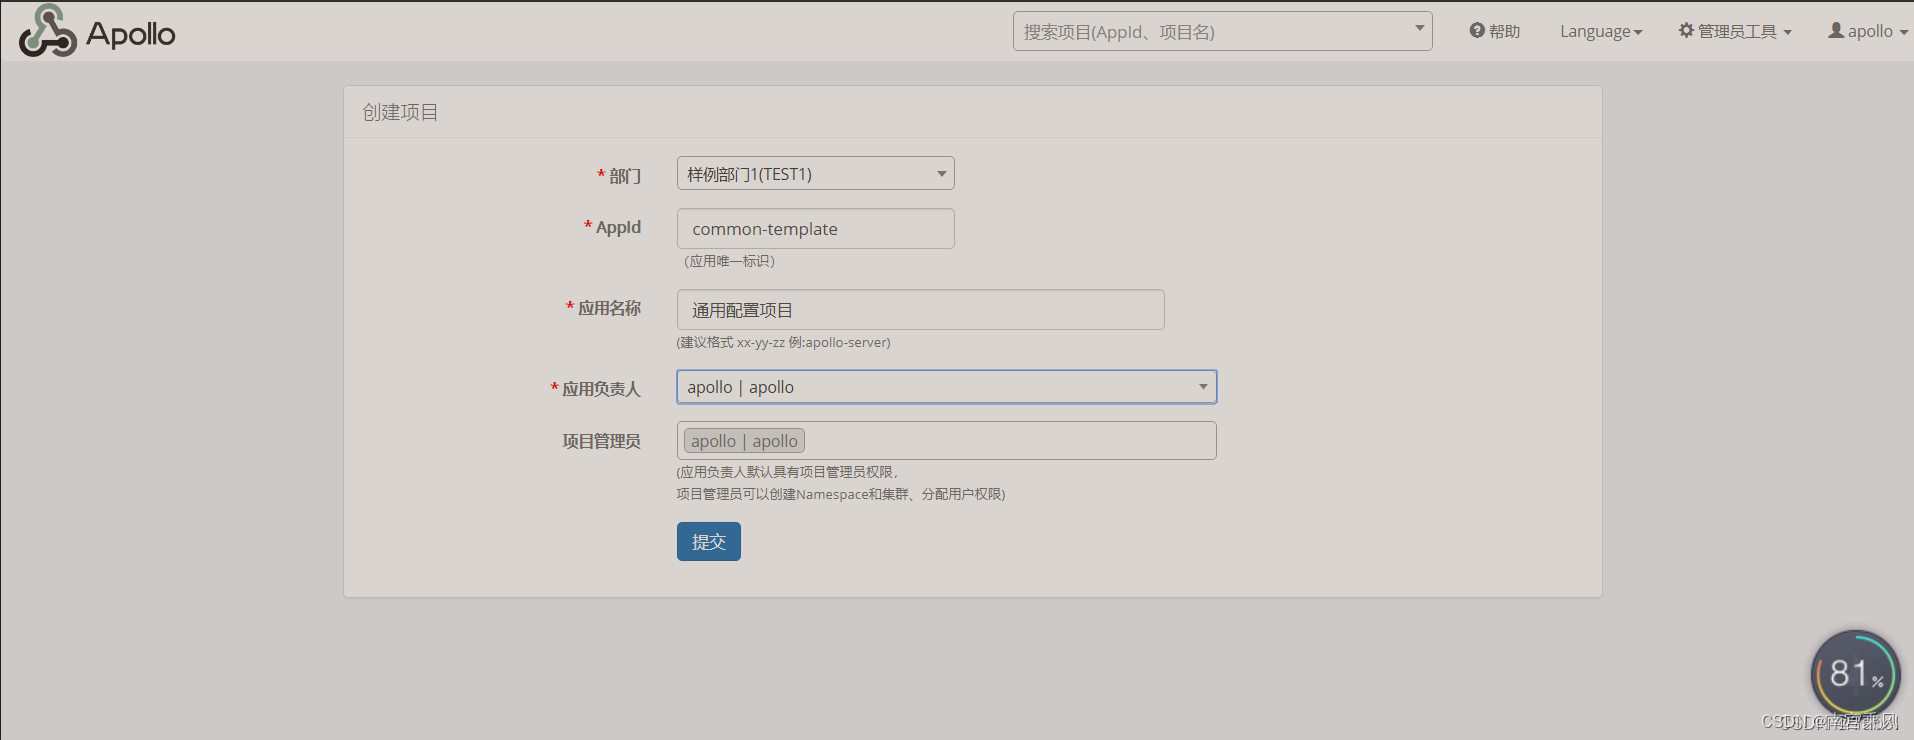 Apollo
搜索项目(AppId、项目名)
帮助
Language
管理员工具
apollo
创建项目
* 部门
样例部门1(TEST1)
* AppId
common-template
(应用唯一标识)
* 应用名称
通用配置项目
(建议格式 xx-yy-zz 例:apollo-server)
* 应用负责人
apollo | apollo
项目管理员
apollo | apollo
(应用负责人默认具有项目管理员权限，
项目管理员可以创建Namespace和集群、分配用户权限)
提交
81%